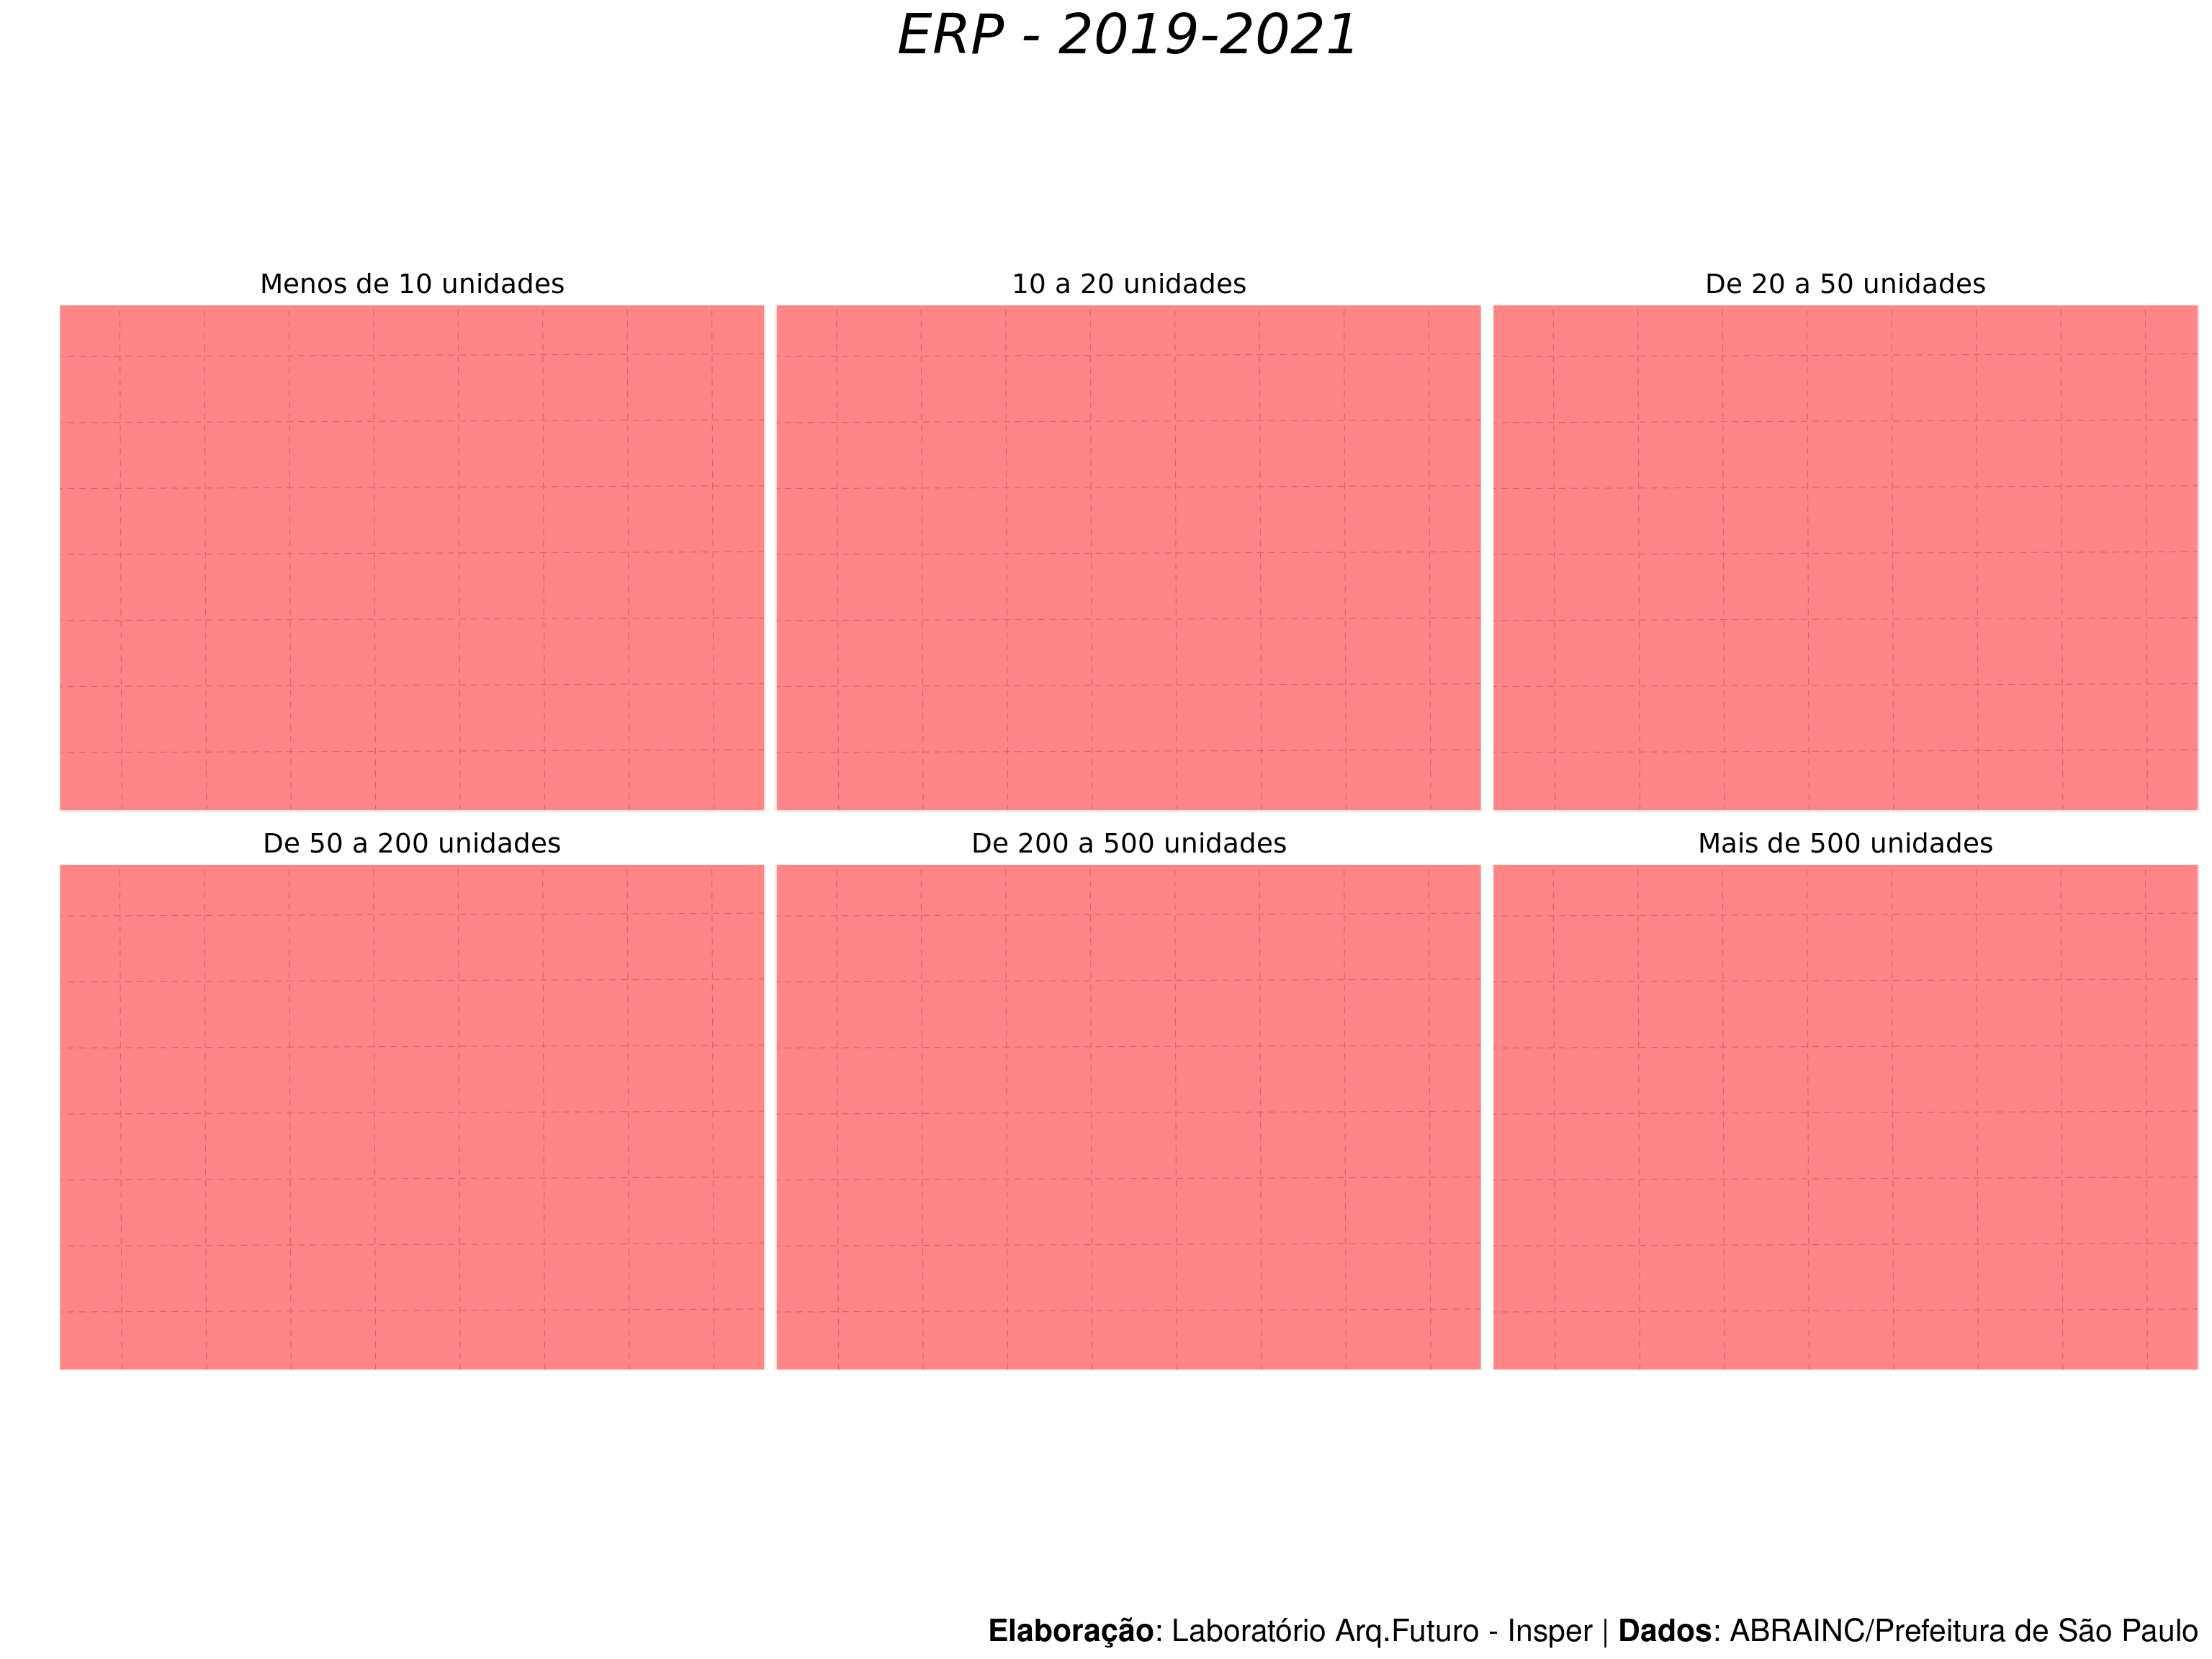 ERP - 2019-2021
Menos de 10 unidades
10 a 20 unidades
De 20 a 50 unidades
De 50 a 200 unidades
De 200 a 500 unidades
Mais de 500 unidades
Elaboração: Laboratório Arq.Futuro - Insper | Dados: ABRAINC/Prefeitura de São Paulo